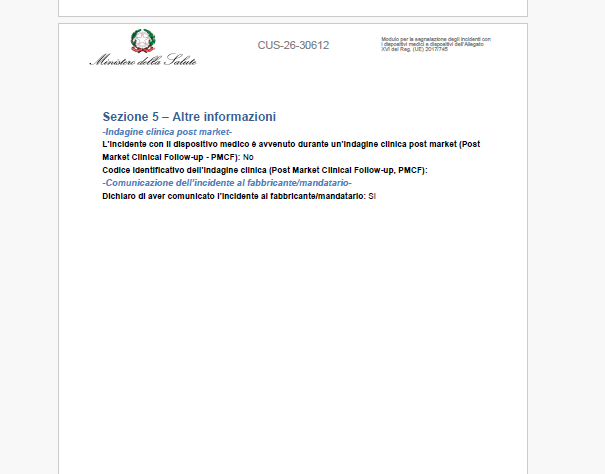 Ministero della Salute
CUS-26-30612
Modulo per la segnalazione degli incidenti con
i dispositivi medici e dispositivi dell'Allegato
XVI del Reg. (UE) 2017/745
Sezione 5 – Altre informazioni
-Indagine clinica post market-
L'incidente con il dispositivo medico è avvenuto durante un'indagine clinica post market (Post
Market Clinical Follow-up - PMCF): No
Codice identificativo dell'indagine clinica (Post Market Clinical Follow-up, PMCF):
-Comunicazione dell'incidente al fabbricante/mandatario-
Dichiaro di aver comunicato l'incidente al fabbricante/mandatario: Si